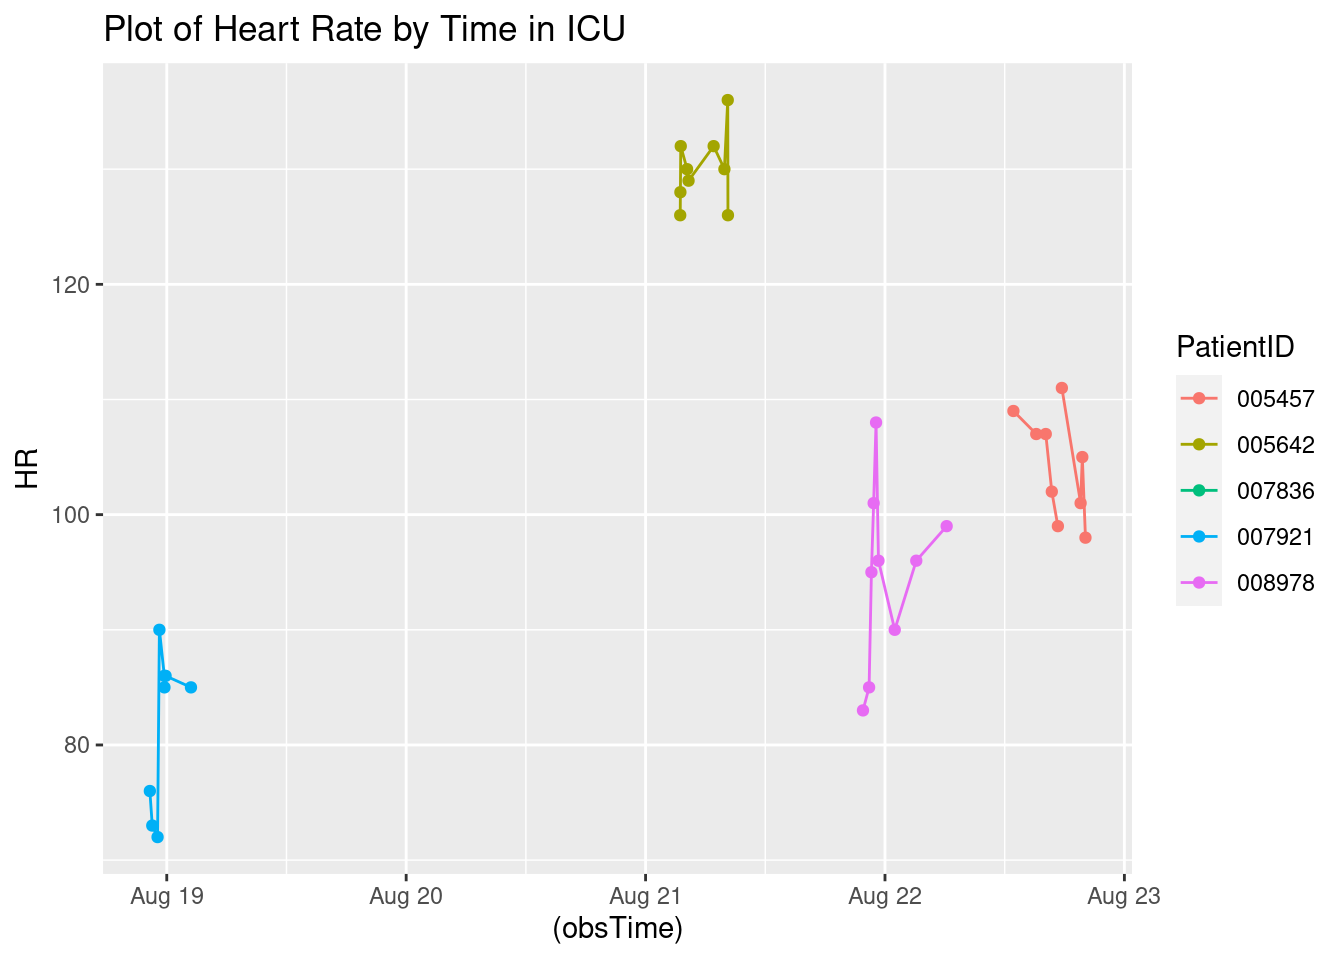 Plot of Heart Rate by Time in ICU
HR
120
100
80
Aug 19 Aug 20 Aug 21 Aug 22 Aug 23
(obsTime)
PatientID
005457
005642
007836
007921
008978